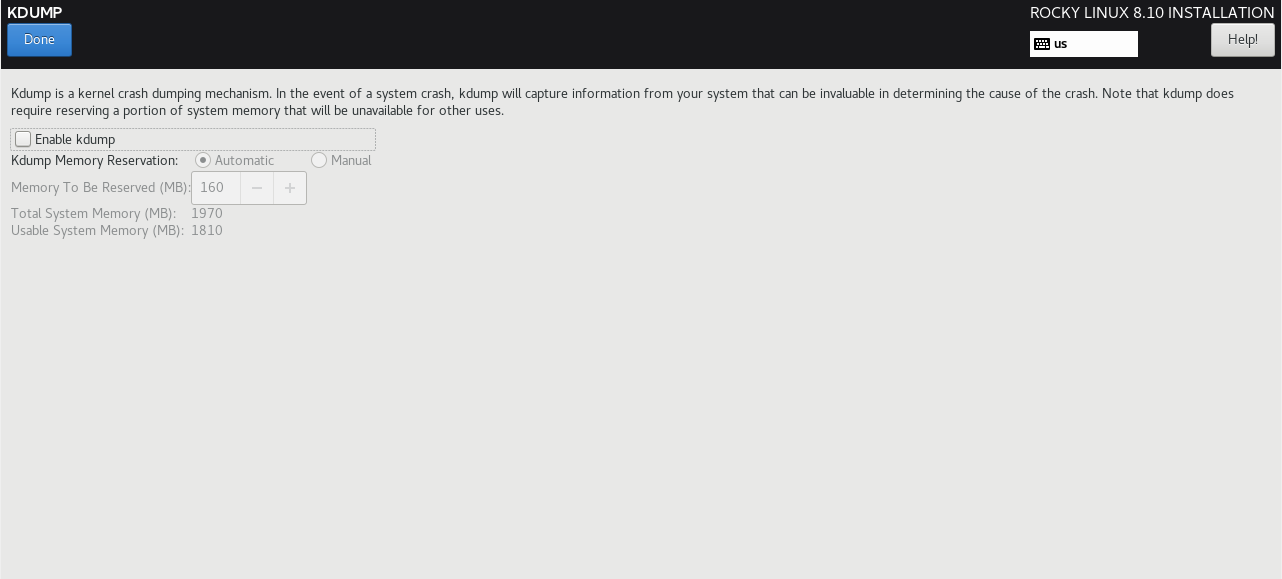 KDUMP
ROCKY LINUX 8.10 INSTALLATION
Done
us
Help!
Kdump is a kernel crash dumping mechanism. In the event of a system crash, kdump will capture information from your system that can be invaluable in determining the cause of the crash. Note that kdump does
require reserving a portion of system memory that will be unavailable for other uses.
Enable kdump
Kdump Memory Reservation: Automatic Manual
Memory To Be Reserved (MB): 160 − +
Total System Memory (MB): 1970
Usable System Memory (MB): 1810